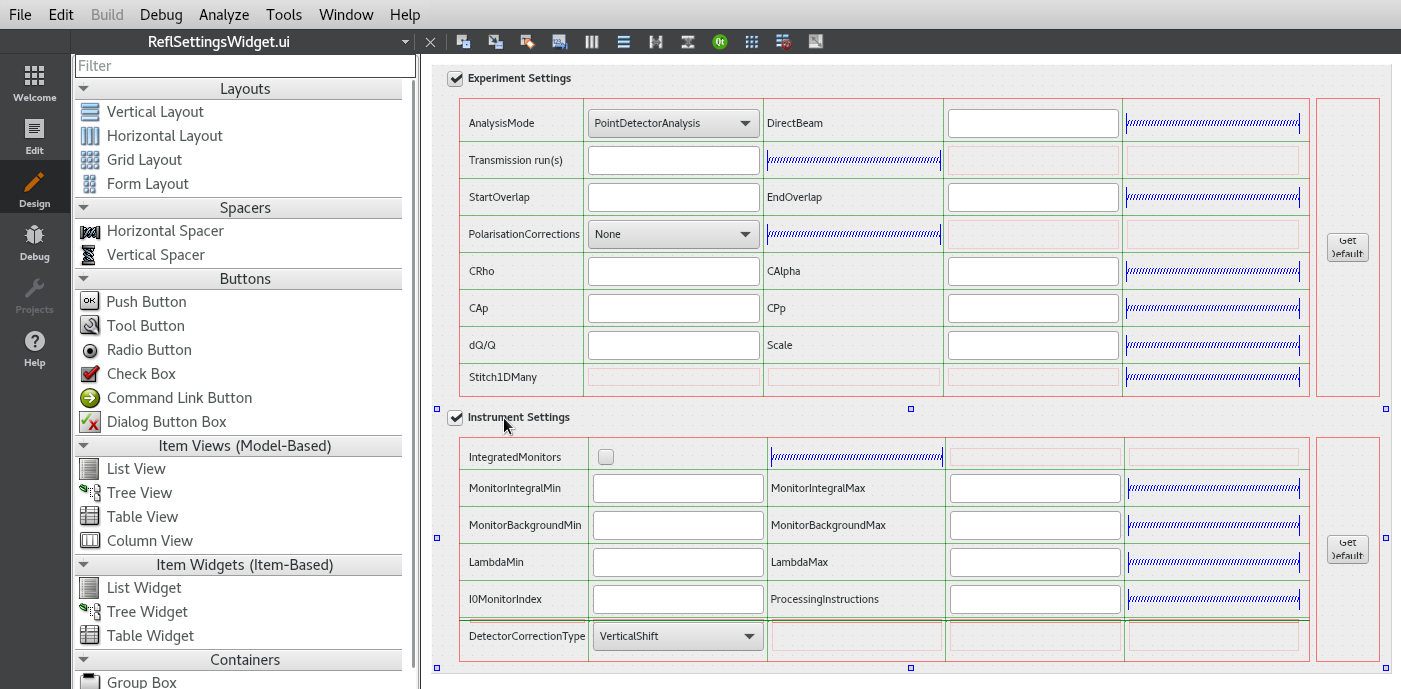 File Edit Build Debug Analyze Tools Window Help
ReflSettingsWidget.ui
Welcome
Edit
Design
Debug
Projects
Help
Filter
Layouts
Vertical Layout
Horizontal Layout
Grid Layout
Form Layout
Spacers
Horizontal Spacer
Vertical Spacer
Buttons
OK Push Button
Tool Button
Radio Button
Check Box
Command Link Button
Dialog Button Box
Item Views (Model-Based)
List View
Tree View
Table View
Column View
Item Widgets (Item-Based)
List Widget
Tree Widget
Table Widget
Containers
Group Box
Qt
Experiment Settings
AnalysisMode PointDetectorAnalysis DirectBeam
Transmission run(s)
StartOverlap EndOverlap
PolarisationCorrections None
CRho CAlpha
CAp CPp
dQ/Q Scale
Stitch1DMany
Get
Defaults
Instrument Settings
IntegratedMonitors
MonitorIntegralMin MonitorIntegralMax
MonitorBackgroundMin MonitorBackgroundMax
LambdaMin LambdaMax
I0MonitorIndex ProcessingInstructions
DetectorCorrectionType VerticalShift
Get
Defaults